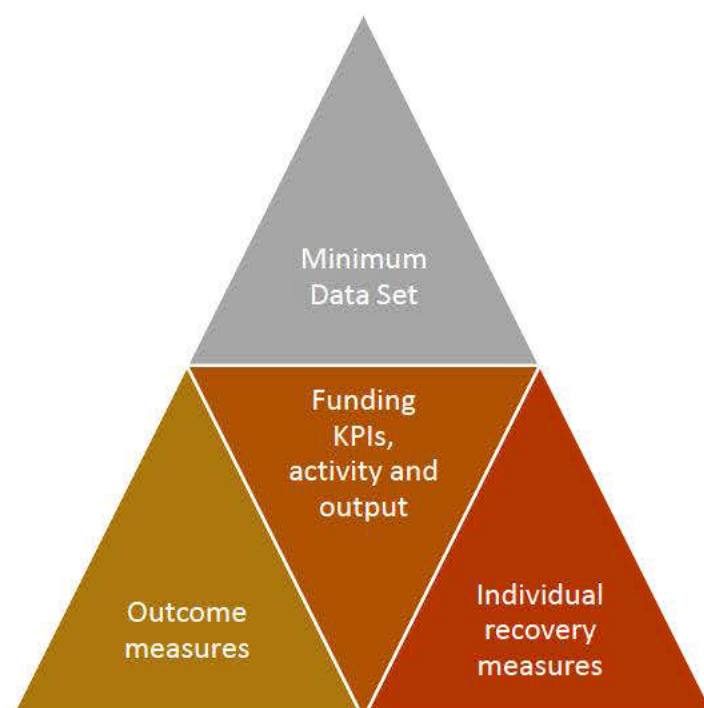 Minimum
Data Set
Funding
KPIs,
activity and
output
Outcome
measures
Individual
recovery
measures